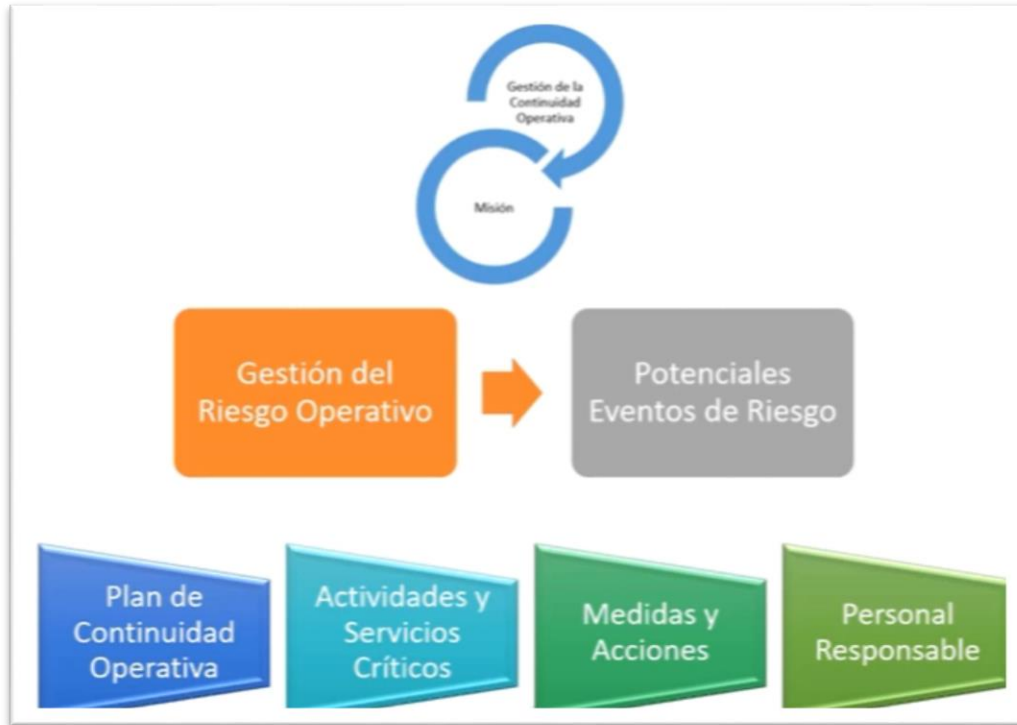 Gestión de la
Continuidad
Operativa
Misión
Gestión del
Riesgo Operativo
Potenciales
Eventos de Riesgo
Plan de
Continuidad
Operativa
Actividades y
Servicios
Críticos
Medidas y
Acciones
Personal
Responsable